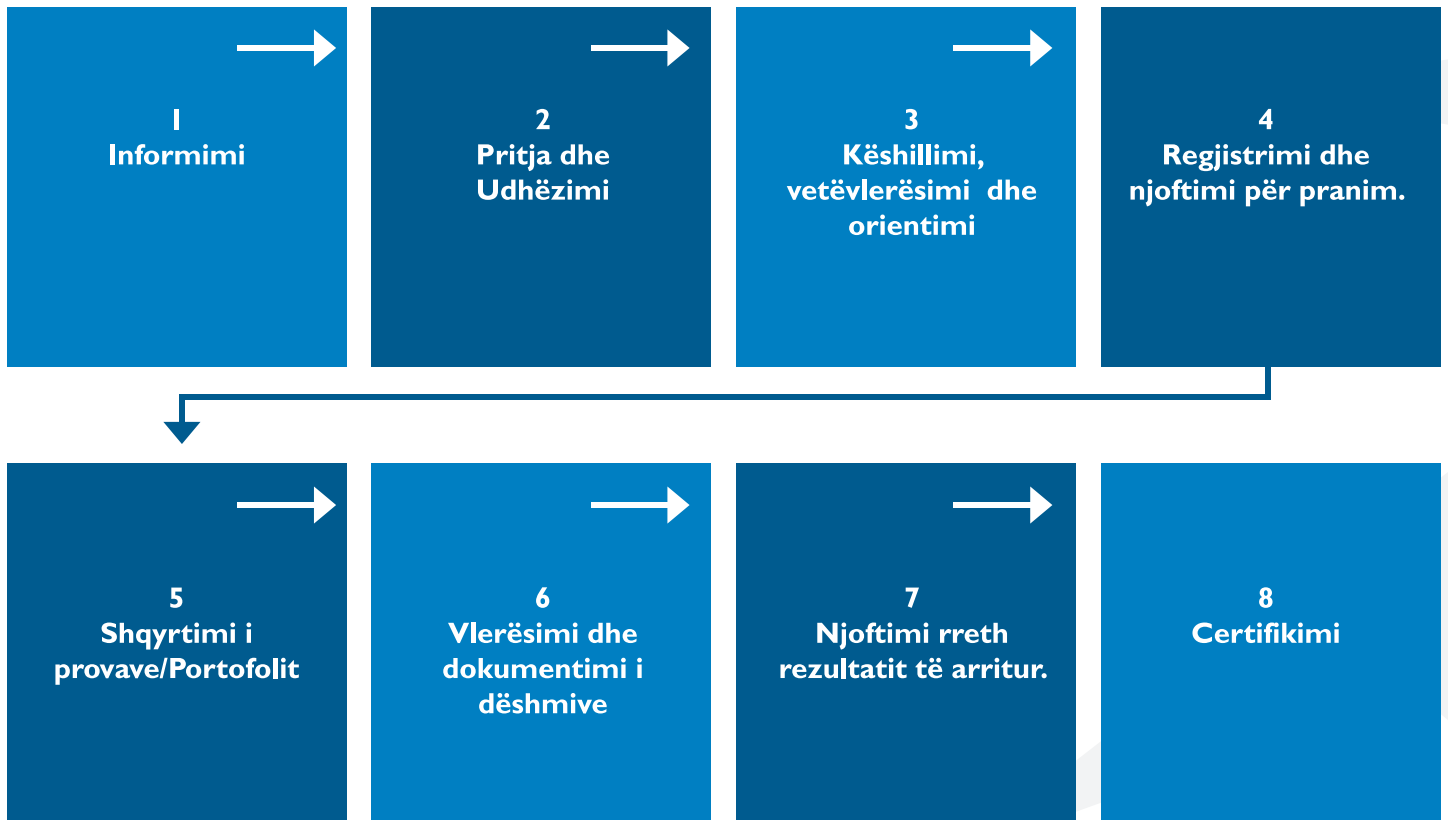 1
Informimi
2
Pritja dhe
Udhëzimi
3
Këshillimi,
vetëvlerësimi  dhe
orientimi
4
Regjistrimi dhe
njoftimi për pranim.
5
Shqyrtimi i
provave/Portofolit
6
Vlerësimi dhe
dokumentimi i
dëshmive
7
Njoftimi rreth
rezultatit të arritur.
8
Certifikimi